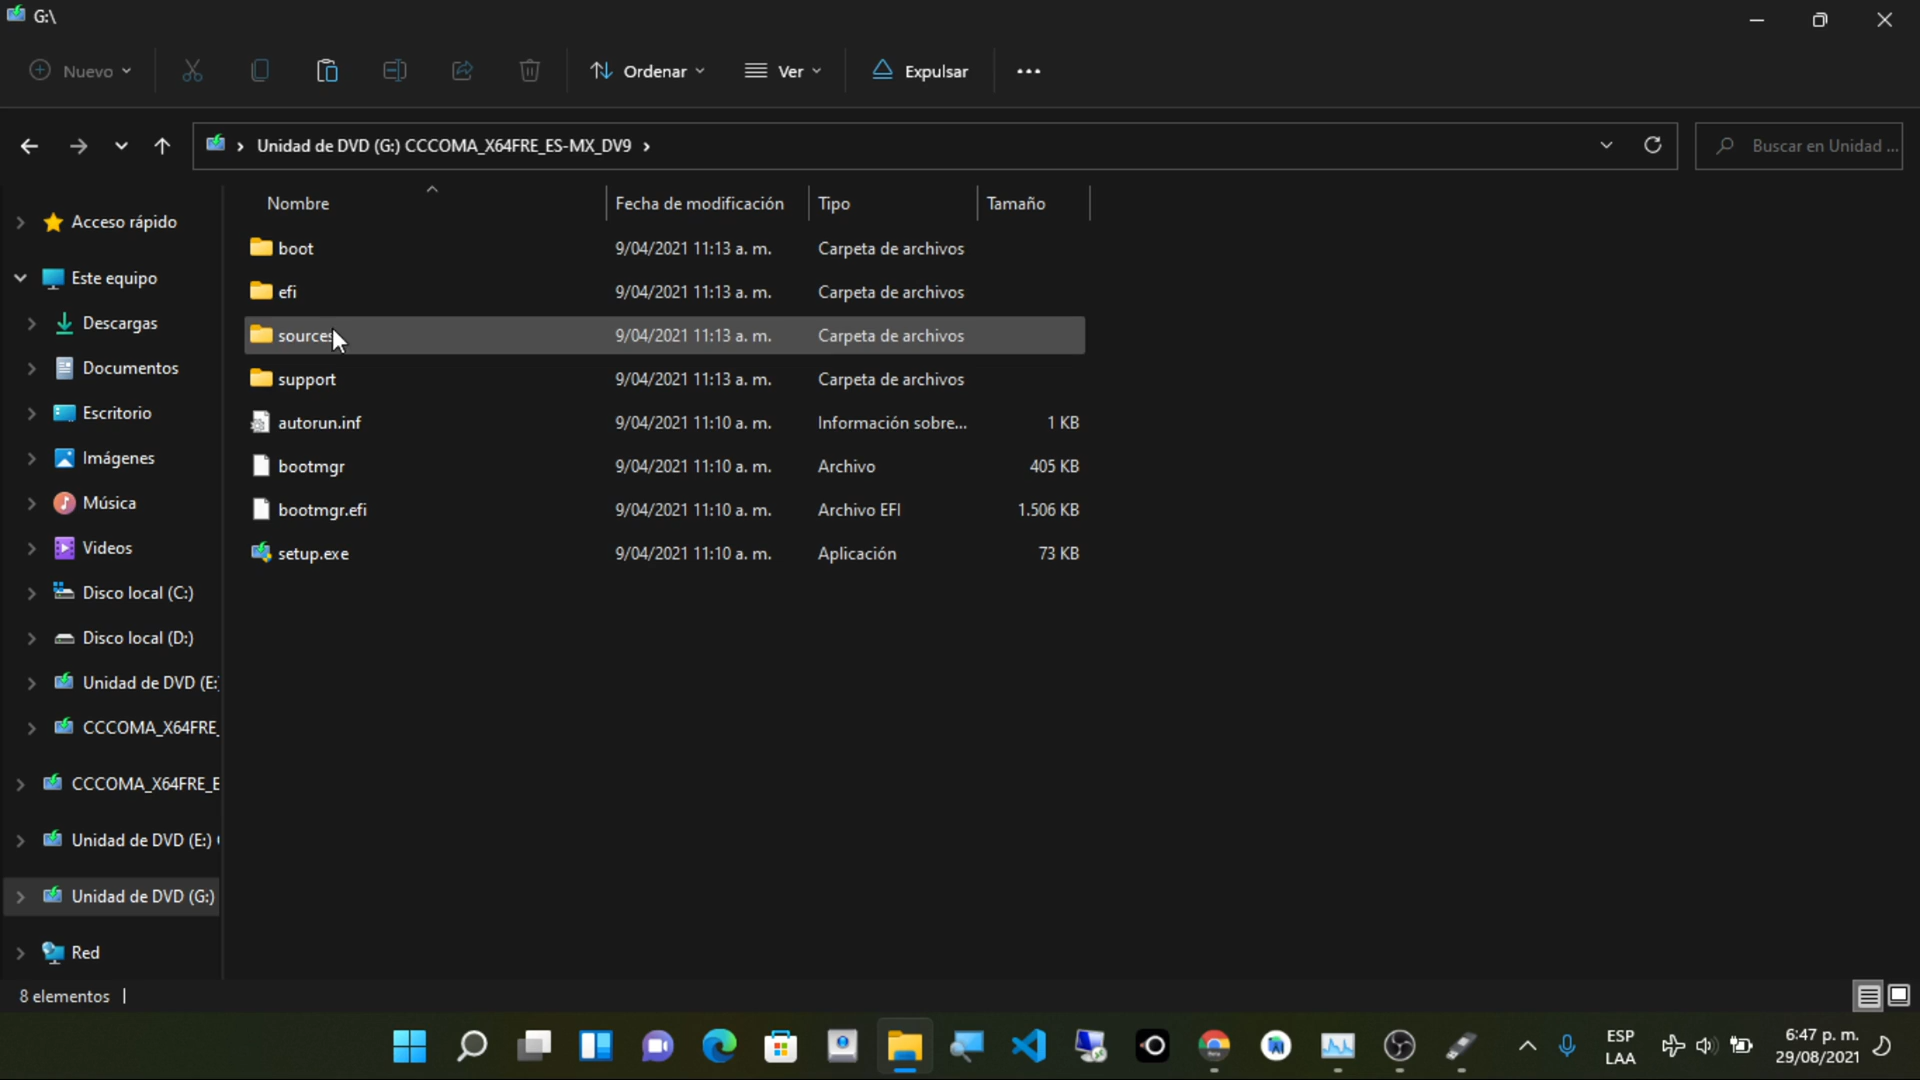 G:\
Nuevo
Ordenar
Ver
Expulsar
Unidad de DVD (G:) CCCOMA_X64FRE_ES-MX_DV9
Buscar en Unidad ...
Acceso rápido
Este equipo
Descargas
Documentos
Escritorio
Imágenes
Música
Videos
Disco local (C:)
Disco local (D:)
Unidad de DVD (E:
CCCOMA_X64FRE_
CCCOMA_X64FRE_E
Unidad de DVD (E:)
Unidad de DVD (G:)
Red
Nombre Fecha de modificación Tipo Tamaño
boot 9/04/2021 11:13 a. m. Carpeta de archivos
efi 9/04/2021 11:13 a. m. Carpeta de archivos
sources 9/04/2021 11:13 a. m. Carpeta de archivos
support 9/04/2021 11:13 a. m. Carpeta de archivos
autorun.inf 9/04/2021 11:10 a. m. Información sobre... 1 KB
bootmgr 9/04/2021 11:10 a. m. Archivo 405 KB
bootmgr.efi 9/04/2021 11:10 a. m. Archivo EFI 1.506 KB
setup.exe 9/04/2021 11:10 a. m. Aplicación 73 KB
8 elementos
ESP
LAA
6:47 p. m.
29/08/2021